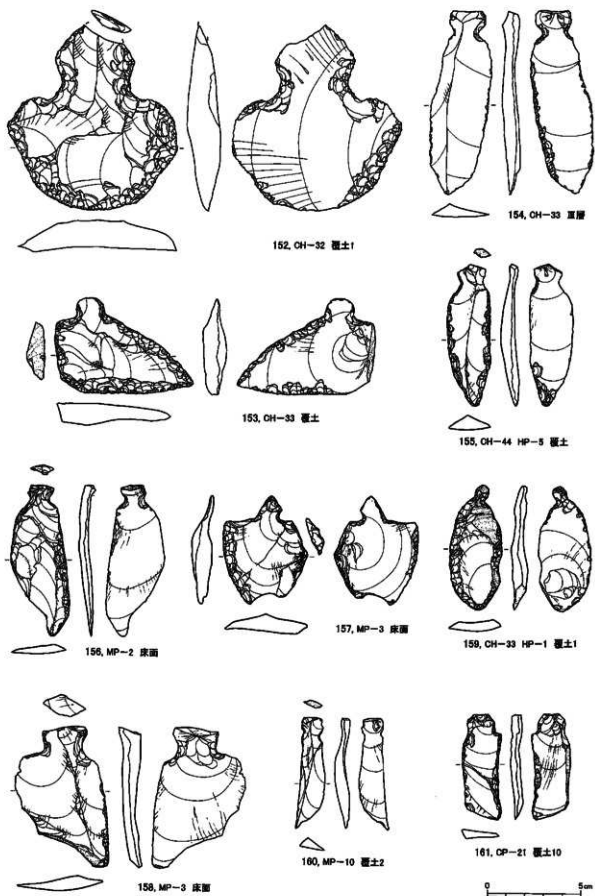 152, CH-32 覆土1
154, CH-33 Ⅲ層
153, CH-33 覆土
155, CH-44 HP-5 覆土
156, MP-2 床面
157, MP-3 床面
159, CH-33 HP-1 覆土1
158, MP-3 床面
160, MP-10 覆土2
161, CP-21 覆土10
0 5cm